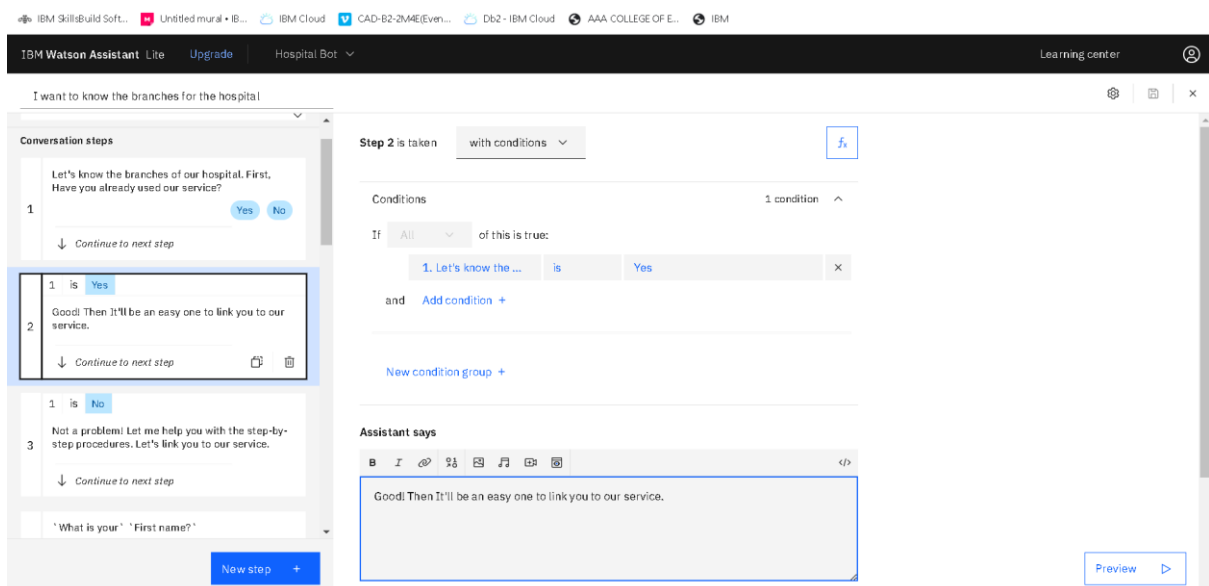 IBM SkillsBuild Soft... Untitled mural • IB... IBM Cloud CAD-B2-2M4E(Even... Db2 - IBM Cloud AAA COLLEGE OF E... IBM
IBM Watson Assistant Lite Upgrade Hospital Bot Learning center
I want to know the branches for the hospital
Conversation steps
1
Let's know the branches of our hospital. First,
Have you already used our service?
Yes No
Continue to next step
2
1 is Yes
Good! Then It'll be an easy one to link you to our
service.
Continue to next step
3
1 is No
Not a problem! Let me help you with the step-by-
step procedures. Let's link you to our service.
Continue to next step
`What is your` `First name?`
New step +
Step 2 is taken with conditions fx
Conditions 1 condition
If All of this is true:
1. Let's know the ... is Yes
and Add condition +
New condition group +
Assistant says
B I </>
Good! Then It'll be an easy one to link you to our service.
Preview